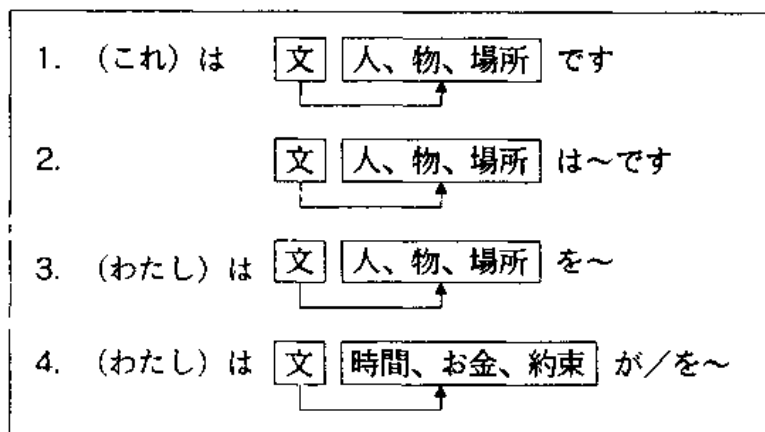 1. (これ) は 文 人、物、場所 です
2. 文 人、物、場所 は～です
3. (わたし) は 文 人、物、場所 を～
4. (わたし) は 文 時間、お金、約束 が／を～